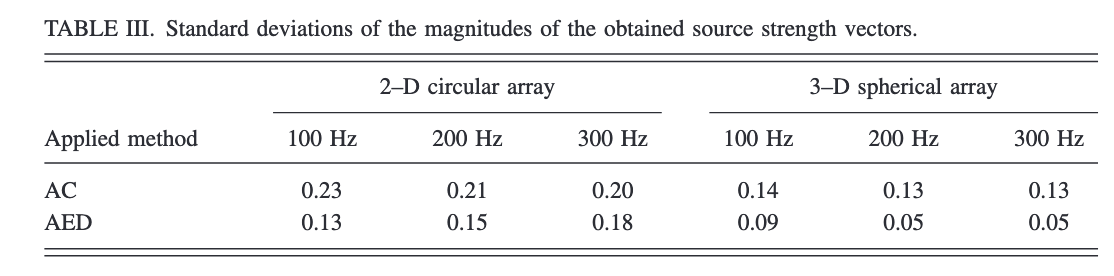 TABLE III. Standard deviations of the magnitudes of the obtained source strength vectors.
2–D circular array 3–D spherical array
Applied method 100 Hz 200 Hz 300 Hz 100 Hz 200 Hz 300 Hz
AC 0.23 0.21 0.20 0.14 0.13 0.13
AED 0.13 0.15 0.18 0.09 0.05 0.05